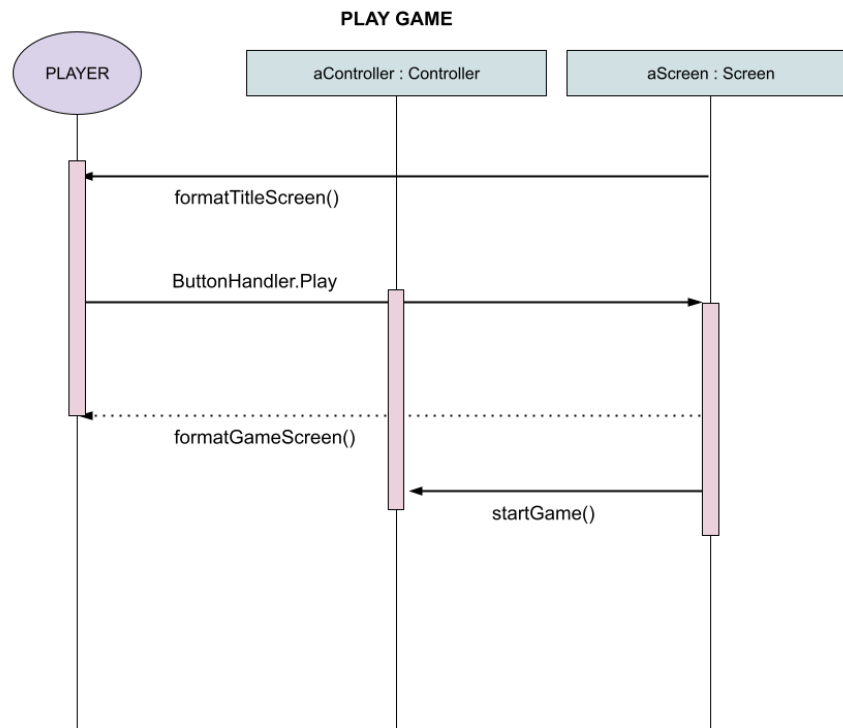 PLAY GAME
PLAYER
aController : Controller
aScreen : Screen
formatTitleScreen()
ButtonHandler.Play
formatGameScreen()
startGame()